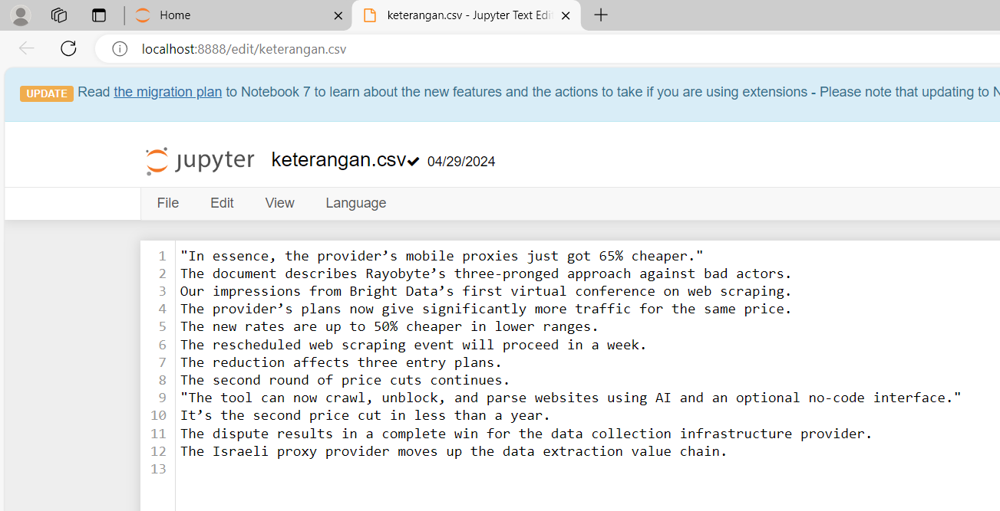 Home
keterangan.csv - Jupyter Text Edi
localhost:8888/edit/keterangan.csv
UPDATE Read the migration plan to Notebook 7 to learn about the new features and the actions to take if you are using extensions - Please note that updating to N
jupyter keterangan.csv 04/29/2024
File Edit View Language
1 "In essence, the provider’s mobile proxies just got 65% cheaper."
2 The document describes Rayobyte’s three-pronged approach against bad actors.
3 Our impressions from Bright Data’s first virtual conference on web scraping.
4 The provider’s plans now give significantly more traffic for the same price.
5 The new rates are up to 50% cheaper in lower ranges.
6 The rescheduled web scraping event will proceed in a week.
7 The reduction affects three entry plans.
8 The second round of price cuts continues.
9 "The tool can now crawl, unblock, and parse websites using AI and an optional no-code interface."
10 It’s the second price cut in less than a year.
11 The dispute results in a complete win for the data collection infrastructure provider.
12 The Israeli proxy provider moves up the data extraction value chain.
13